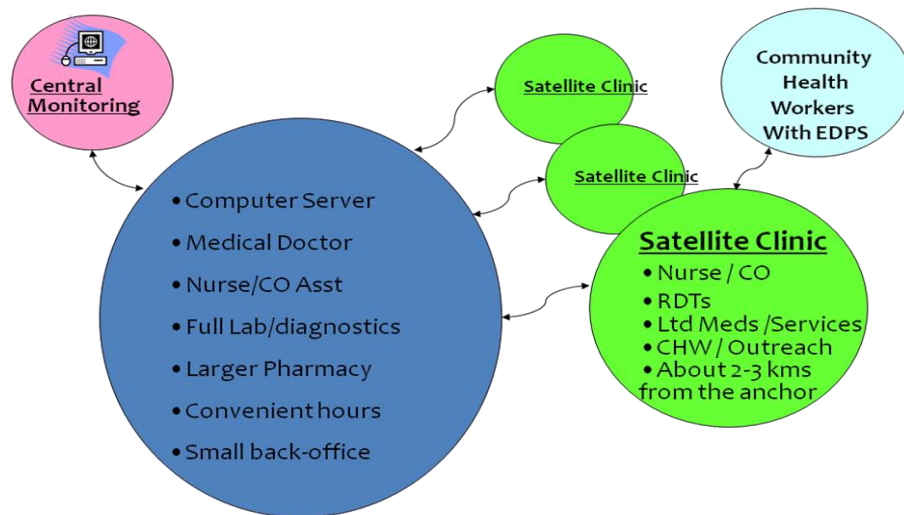 Central
Monitoring
• Computer Server
• Medical Doctor
• Nurse/CO Asst
• Full Lab/diagnostics
• Larger Pharmacy
• Convenient hours
• Small back-office
Satellite Clinic
Satellite Clinic
Satellite Clinic
• Nurse / CO
• RDTs
• Ltd Meds /Services
• CHW / Outreach
• About 2-3 kms
from the anchor
Community
Health
Workers
With EDPS